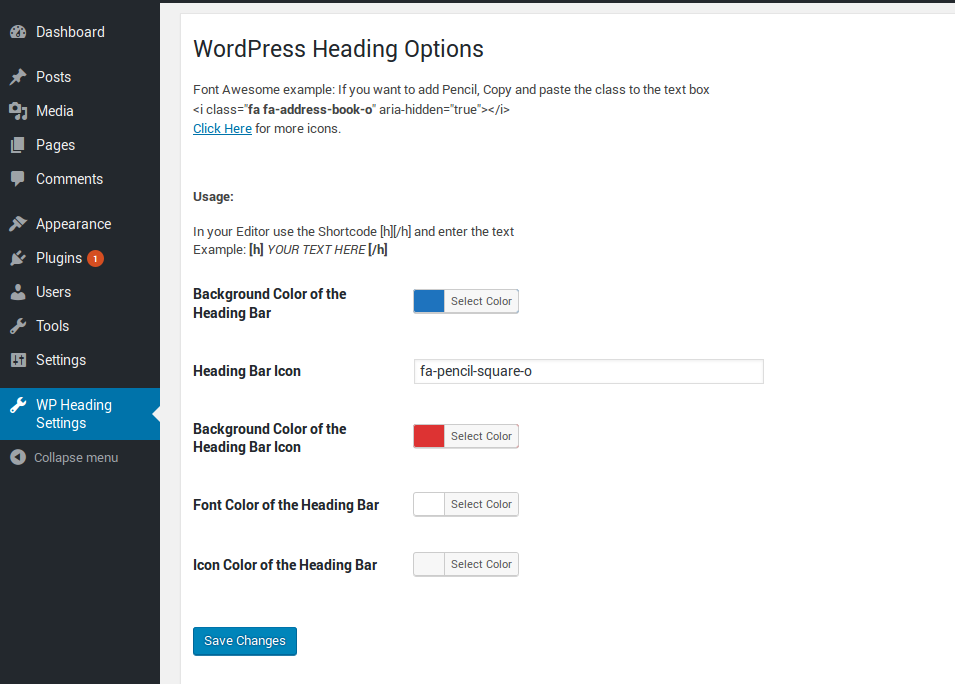 Dashboard
Posts
Media
Pages
Comments
Appearance
Plugins 1
Users
Tools
Settings
WP Heading
Settings
Collapse menu
WordPress Heading Options
Font Awesome example: If you want to add Pencil, Copy and paste the class to the text box
<i class="fa fa-address-book-o" aria-hidden="true"></i>
Click Here for more icons.
Usage:
In your Editor use the Shortcode [h][/h] and enter the text
Example: [h] YOUR TEXT HERE [/h]
Background Color of the
Heading Bar
Select Color
Heading Bar Icon
fa-pencil-square-o
Background Color of the
Heading Bar Icon
Select Color
Font Color of the Heading Bar
Select Color
Icon Color of the Heading Bar
Select Color
Save Changes